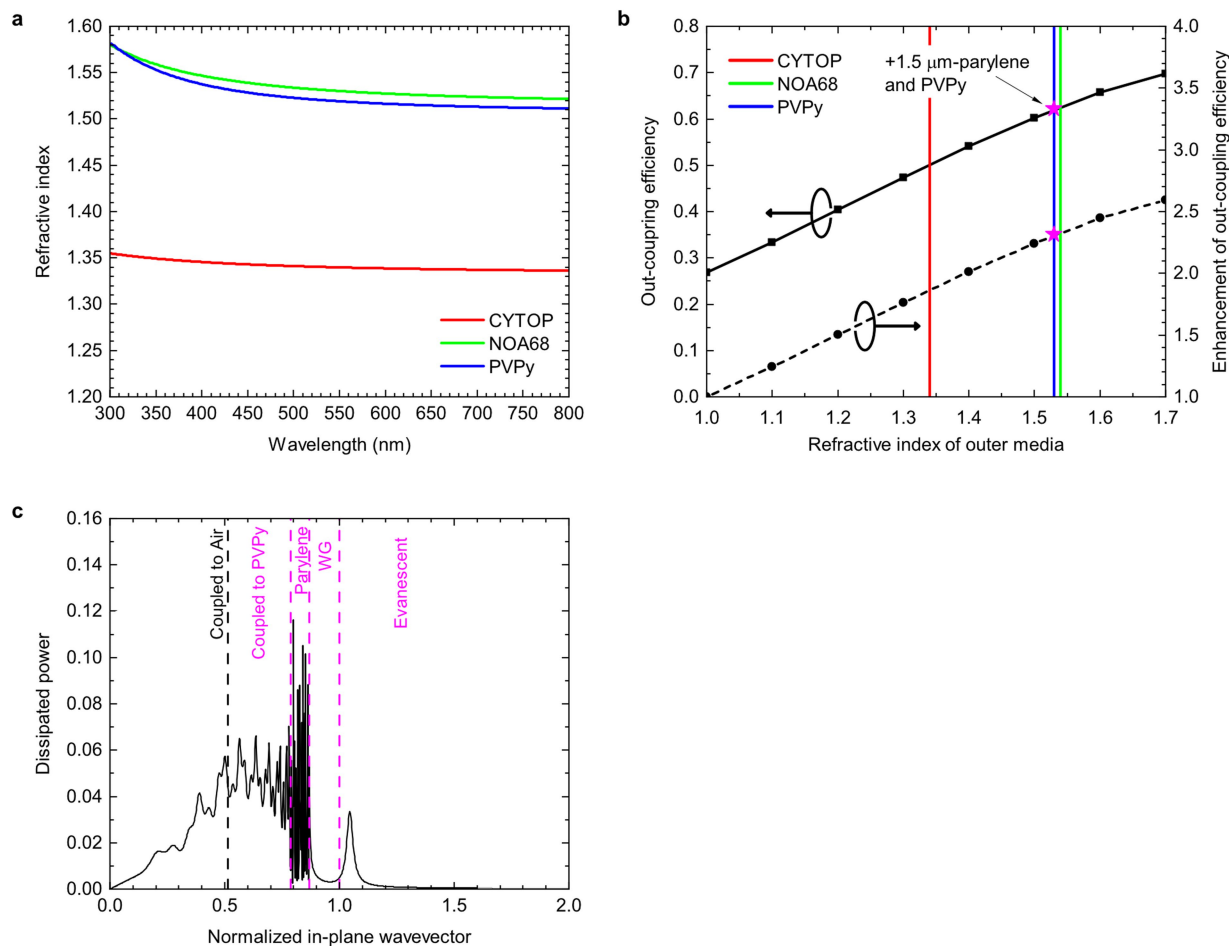 a
1.60
1.55
1.50
1.45
1.40
1.35
1.30
1.25
1.20
Refractive index
CYTOP
NOA68
PVPy
300 350 400 450 500 550 600 650 700 750 800
Wavelength (nm)
b
0.8
0.7
0.6
0.5
0.4
0.3
0.2
0.1
0.0
Out-coupring efficiency
CYTOP
NOA68
PVPy
+1.5 μm-parylene
and PVPy
4.0
3.5
3.0
2.5
2.0
1.5
1.0
Enhancement of out-coupling efficiency
1.0 1.1 1.2 1.3 1.4 1.5 1.6 1.7
Refractive index of outer media
c
0.16
0.14
0.12
0.10
0.08
0.06
0.04
0.02
0.00
Dissipated power
Coupled to Air
Coupled to PVPy
Parylene
WG
Evanescent
0.0 0.5 1.0 1.5 2.0
Normalized in-plane wavevector